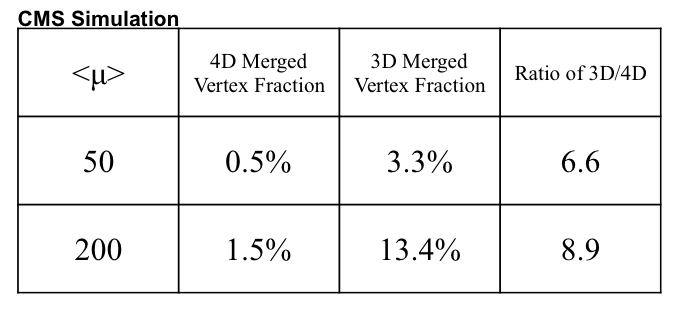 CMS Simulation
<μ>
4D Merged
Vertex Fraction
3D Merged
Vertex Fraction
Ratio of 3D/4D
50
0.5%
3.3%
6.6
200
1.5%
13.4%
8.9